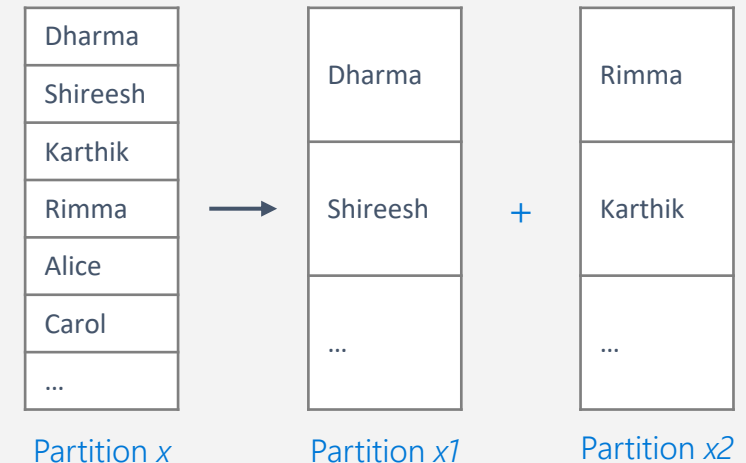 Dharma
Shireesh
Karthik
Rimma
Alice
Carol
...
Partition x
Dharma
Shireesh
...
Partition x1
+
Rimma
Karthik
...
Partition x2